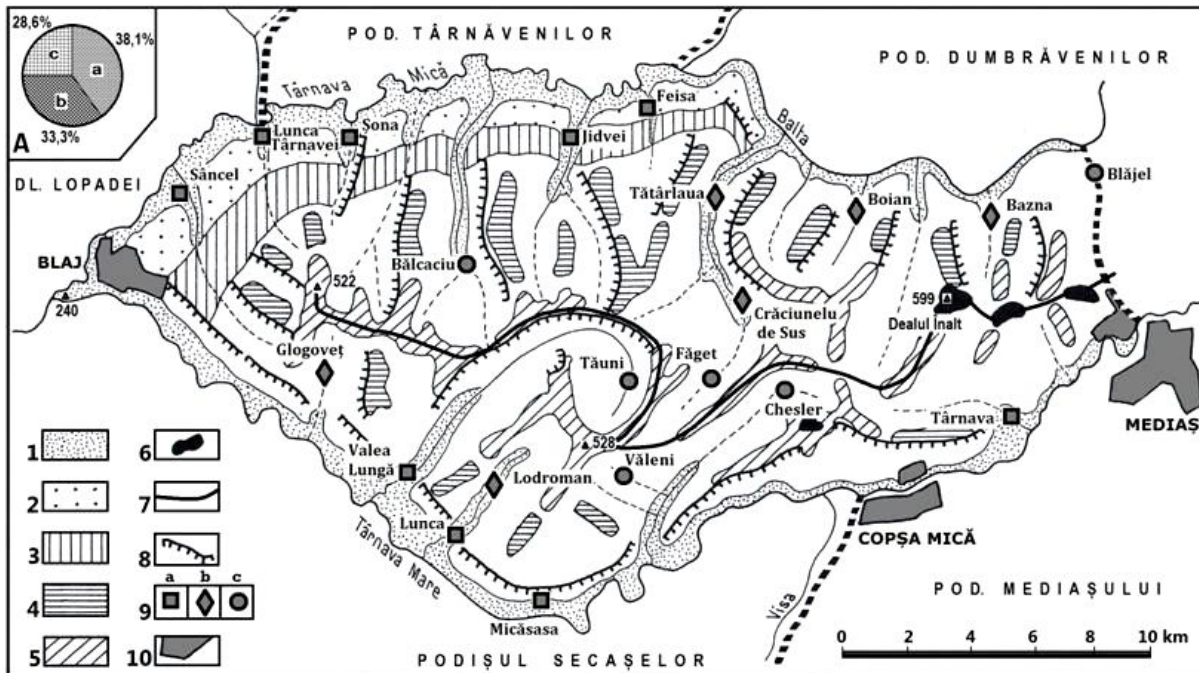 28,6%
38,1%
c
a
b
33,3%
A
POD. TÂRNĂVENILOR
POD. DUMBRĂVENILOR
Târnava
Mică
Feisa
Lunca
Târnavei
Șona
Jidvei
Balta
Blăjel
DL. LOPADEI
Sâncel
Tătârlaua
Boian
Bazna
BLAJ
240
522
Bălcaciu
599
Dealul Înalt
Crăciunelu
de Sus
Glogoveț
Tăuni
Făget
Chesler
Târnava
MEDIAȘ
528
Valea
Lungă
Lodroman
Văleni
Lunca
COPȘA MICĂ
Târnava Mare
Visa
POD. MEDIAȘULUI
Micăsasa
PODIȘUL SECAȘELOR
1
6
2
7
3
8
a b c
4
9
5
10
0 2 4 6 8 10 km